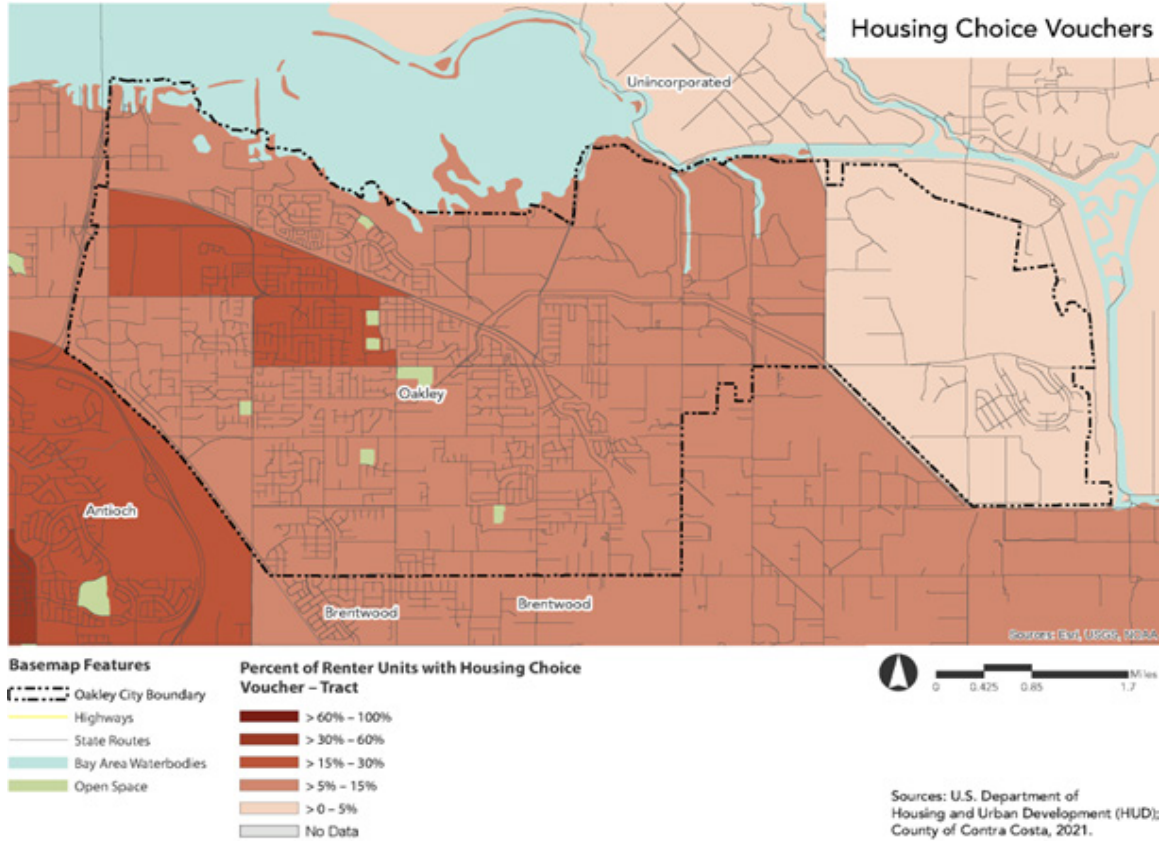 Housing Choice Vouchers
Unincorporated
Oakley
Antioch
Brentwood
Brentwood
Sources: Esri, USGS, NOAA
Basemap Features
Oakley City Boundary
Highways
State Routes
Bay Area Waterbodies
Open Space
Percent of Renter Units with Housing Choice
Voucher – Tract
> 60% – 100%
> 30% – 60%
> 15% – 30%
> 5% – 15%
> 0 – 5%
No Data
Miles
0 0.425 0.85 1.7
Sources: U.S. Department of
Housing and Urban Development (HUD);
County of Contra Costa, 2021.